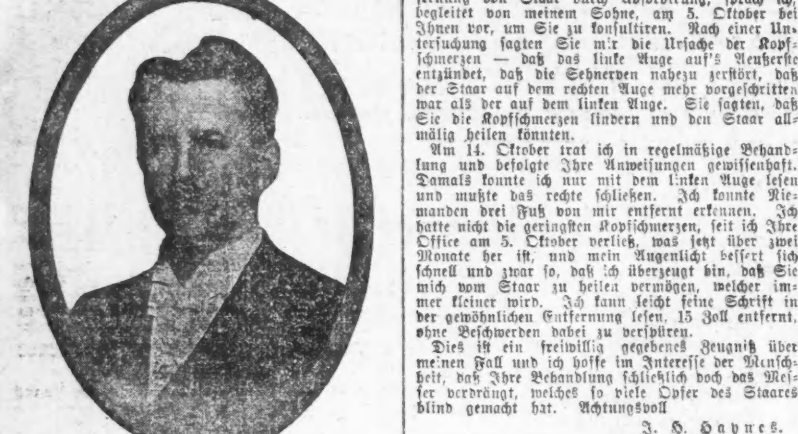 fernung von Staar durch Absorbirung, sprach ich,
begleitet von meinem Sohne, am 5. Oktober bei
Ihnen vor, um Sie zu konsultiren. Nach einer Un-
tersuchung sagten Sie mir die Ursache der Kopf-
schmerzen — daß das linke Auge auf's Aeußerste
entzündet, daß die Sehnerven nahezu zerstört, daß
der Staar auf dem rechten Auge mehr vorgeschritten
war als der auf dem linken Auge. Sie sagten, daß
Sie die Kopfschmerzen lindern und den Staar all-
mälig heilen könnten.
Am 14. Oktober trat ich in regelmäßige Behand-
lung und befolgte Ihre Anweisungen gewissenhaft.
Damals konnte ich nur mit dem linken Auge lesen
und mußte das rechte schließen. Ich konnte Nie-
manden drei Fuß von mir entfernt erkennen. Ich
hatte nicht die geringsten Kopfschmerzen, seit ich Ihre
Office am 5. Oktober verließ, was jetzt über zwei
Monate her ist, und mein Augenlicht bessert sich
schnell und zwar so, daß ich überzeugt bin, daß Sie
mich vom Staar zu heilen vermögen, welcher im-
mer kleiner wird. Ich kann leicht feine Schrift in
der gewöhnlichen Entfernung lesen, 15 Zoll entfernt,
ohne Beschwerden dabei zu verspüren.
Dies ist ein freiwillig gegebenes Zeugniß über
meinen Fall und ich hoffe im Interesse der Mensch-
heit, daß Ihre Behandlung schließlich doch das Mes-
ser verdrängt, welches so viele Opfer des Staares
blind gemacht hat. Achtungsvoll
J. H. Haynes.